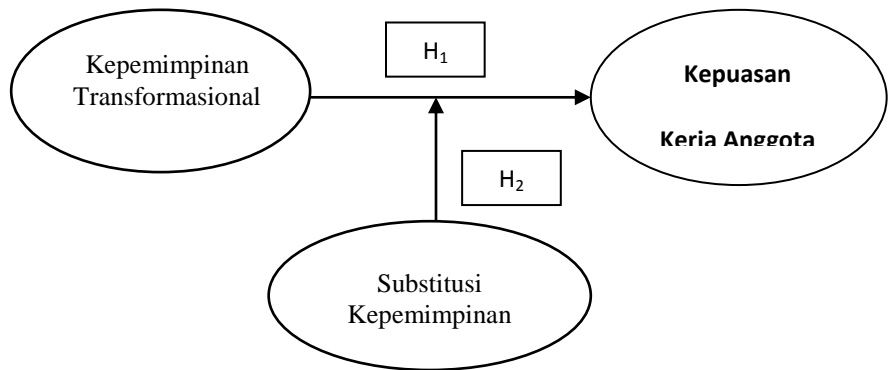 Kepemimpinan
Transformasional
H₁
Kepuasan
Kerja Anggota
H₂
Substitusi
Kepemimpinan